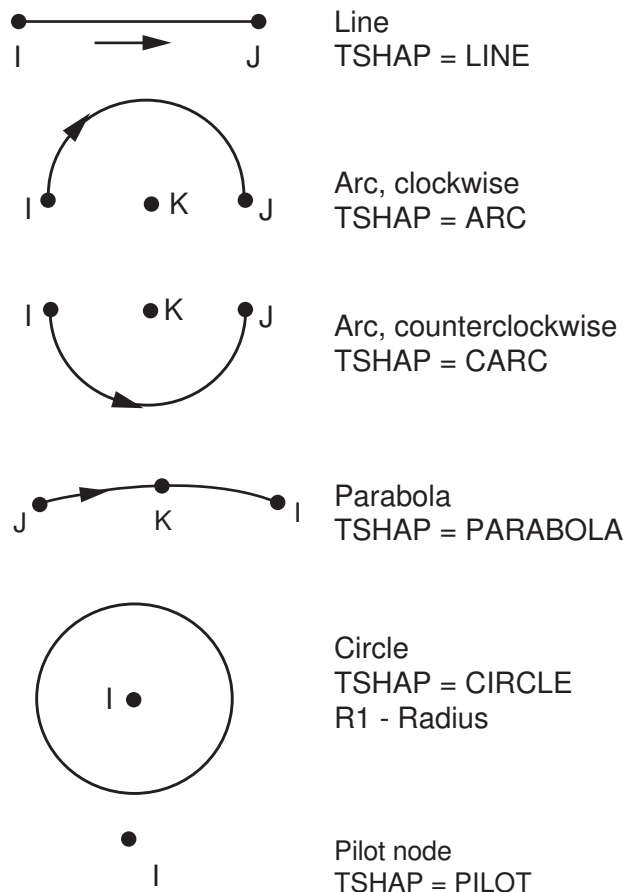 Line
I J TSHAP = LINE
Arc, clockwise
I K J TSHAP = ARC
I K J Arc, counterclockwise
TSHAP = CARC
Parabola
J K I TSHAP = PARABOLA
Circle
I TSHAP = CIRCLE
R1 - Radius
Pilot node
I TSHAP = PILOT